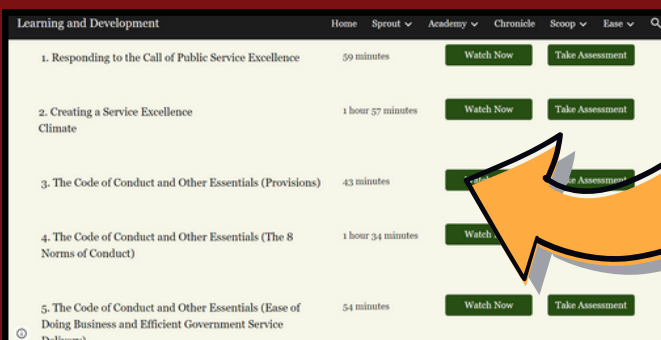 Learning and Development Home Sprout Academy Chronicle Scoop Ease
1. Responding to the Call of Public Service Excellence 59 minutes Watch Now Take Assessment
2. Creating a Service Excellence 1 hour 57 minutes Watch Now Take Assessment
Climate
3. The Code of Conduct and Other Essentials (Provisions) 43 minutes Assessment
4. The Code of Conduct and Other Essentials (The 8 1 hour 34 minutes Watch
Norms of Conduct)
5. The Code of Conduct and Other Essentials (Ease of 54 minutes Watch Now Take Assessment
Doing Business and Efficient Government Service
Delivery)